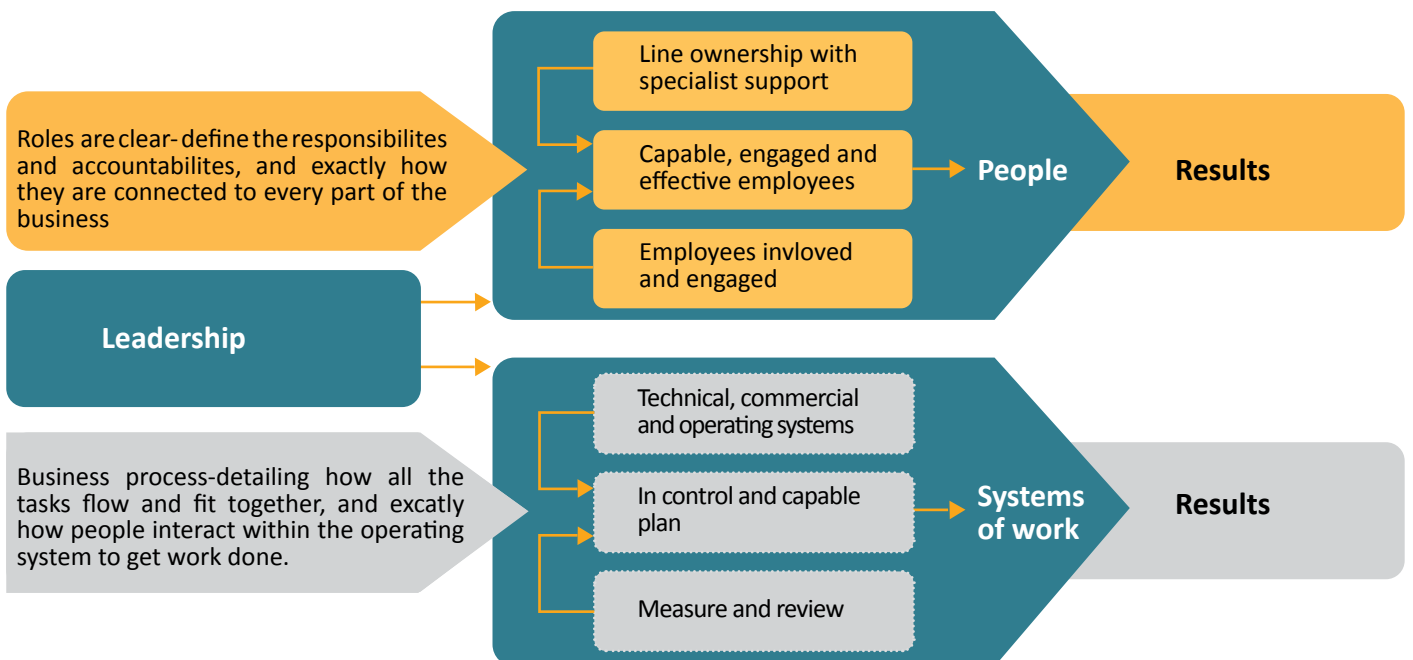 Roles are clear- define the responsibilites
and accountabilites, and exactly how
they are connected to every part of the
business
Line ownership with
specialist support
Capable, engaged and
effective employees
Employees invloved
and engaged
People
Results
Leadership
Business process-detailing how all the
tasks flow and fit together, and excatly
how people interact within the operating
system to get work done.
Technical, commercial
and operating systems
In control and capable
plan
Measure and review
Systems
of work
Results